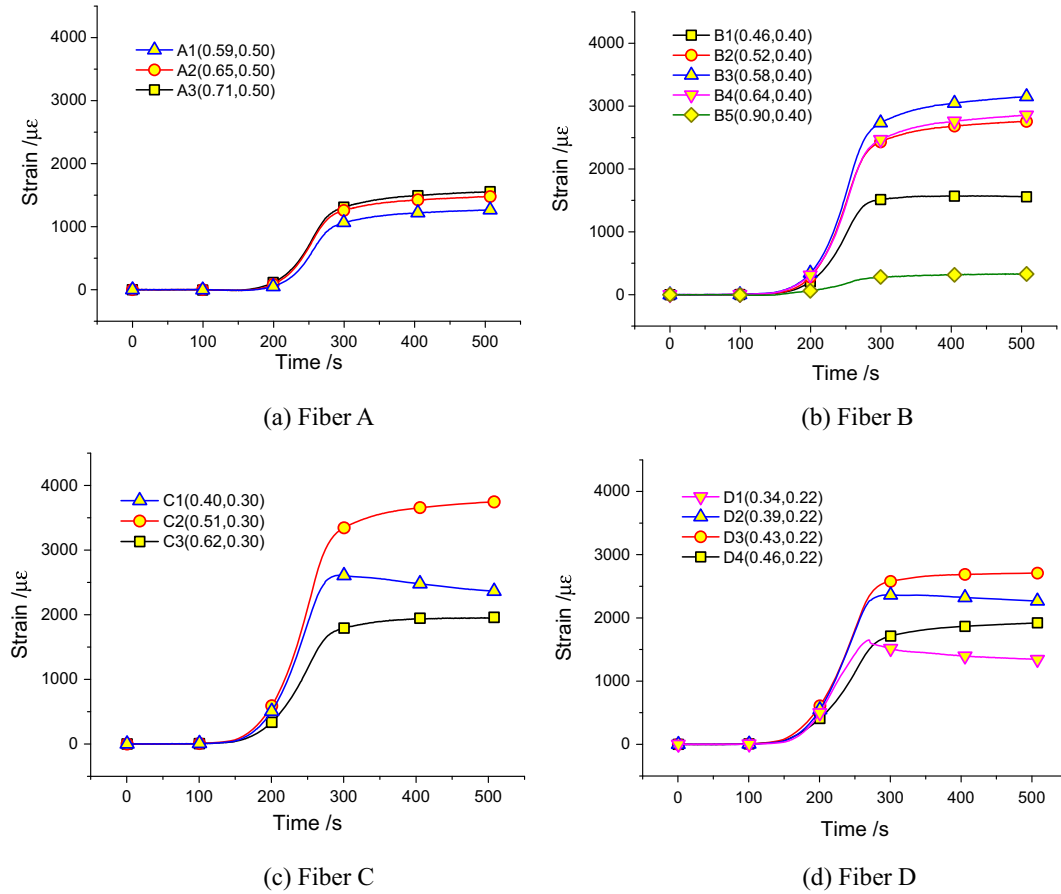 4000
3000
2000
1000
0
Strain /με
A1(0.59,0.50)
A2(0.65,0.50)
A3(0.71,0.50)
0 100 200 300 400 500
Time /s
(a) Fiber A
4000
3000
2000
1000
0
Strain /με
B1(0.46,0.40)
B2(0.52,0.40)
B3(0.58,0.40)
B4(0.64,0.40)
B5(0.90,0.40)
0 100 200 300 400 500
Time /s
(b) Fiber B
4000
3000
2000
1000
0
Strain /με
C1(0.40,0.30)
C2(0.51,0.30)
C3(0.62,0.30)
0 100 200 300 400 500
Time /s
(c) Fiber C
4000
3000
2000
1000
0
Strain /με
D1(0.34,0.22)
D2(0.39,0.22)
D3(0.43,0.22)
D4(0.46,0.22)
0 100 200 300 400 500
Time /s
(d) Fiber D